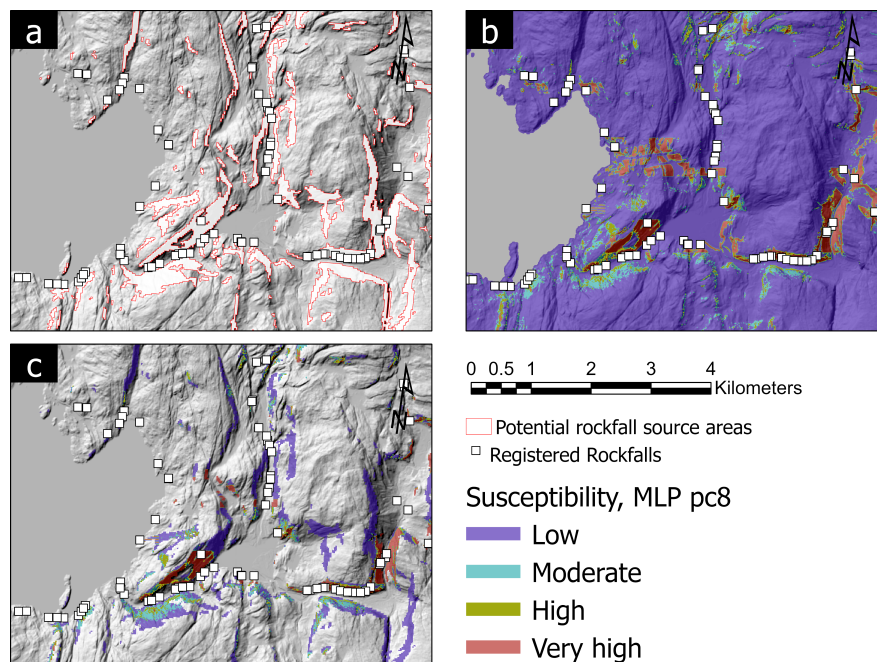 a
b
N
N
c
N
0 0.5 1 2 3 4
Kilometers
Potential rockfall source areas
Registered Rockfalls
Susceptibility, MLP pc8
Low
Moderate
High
Very high